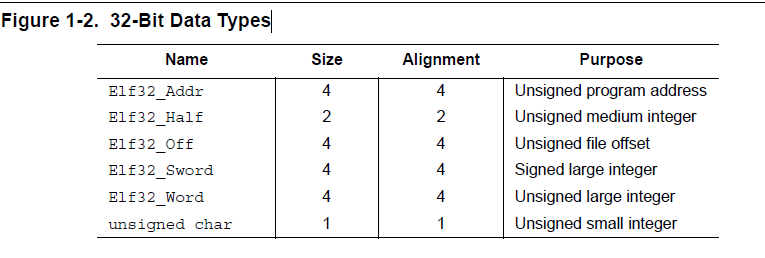 Figure 1-2. 32-Bit Data Types
Name Size Alignment Purpose
Elf32_Addr 4 4 Unsigned program address
Elf32_Half 2 2 Unsigned medium integer
Elf32_Off 4 4 Unsigned file offset
Elf32_Sword 4 4 Signed large integer
Elf32_Word 4 4 Unsigned large integer
unsigned char 1 1 Unsigned small integer